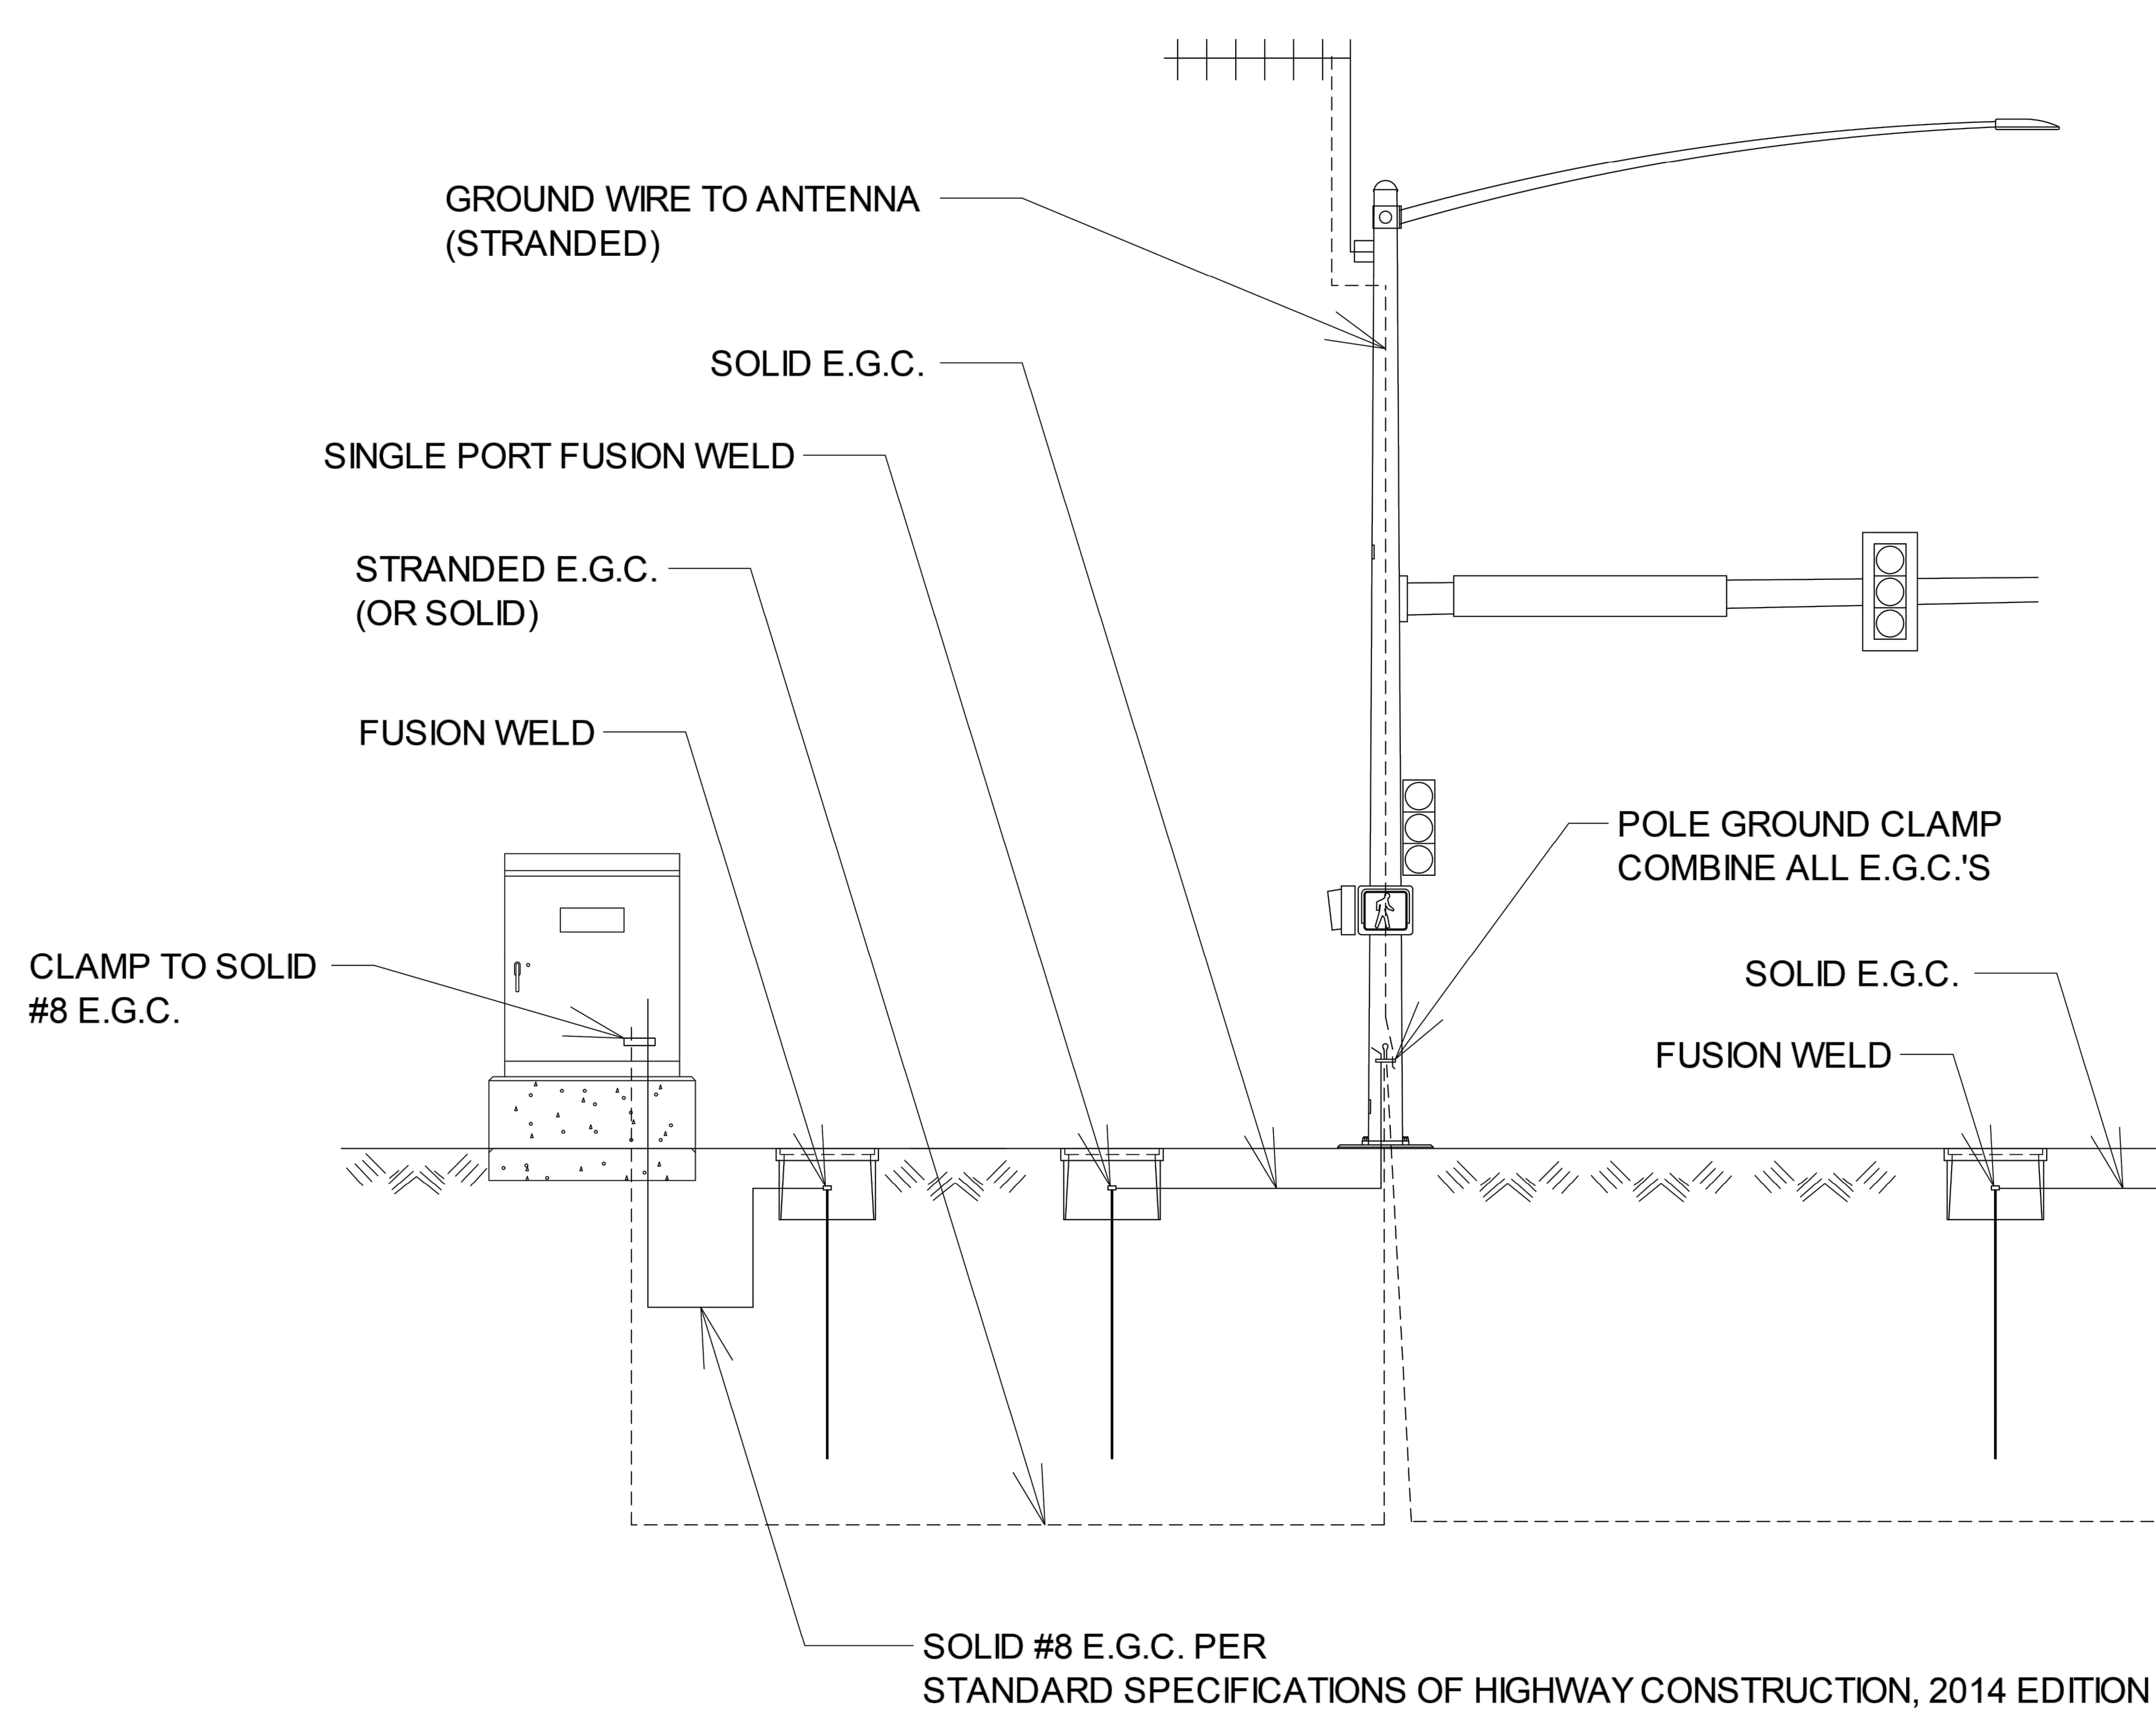 GROUND WIRE TO ANTENNA
(STRANDED)
SOLID E.G.C.
SINGLE PORT FUSION WELD
STRANDED E.G.C.
(OR SOLID)
FUSION WELD
POLE GROUND CLAMP
COMBINE ALL E.G.C.'S
CLAMP TO SOLID
#8 E.G.C.
SOLID E.G.C.
FUSION WELD
SOLID #8 E.G.C. PER
STANDARD SPECIFICATIONS OF HIGHWAY CONSTRUCTION, 2014 EDITION